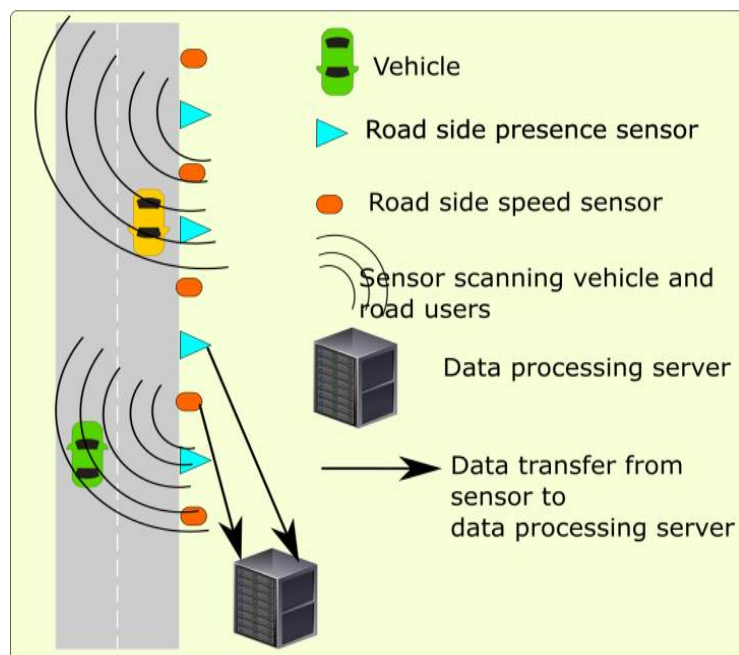 Vehicle
Road side presence sensor
Road side speed sensor
Sensor scanning vehicle and
road users
Data processing server
Data transfer from
sensor to
data processing server